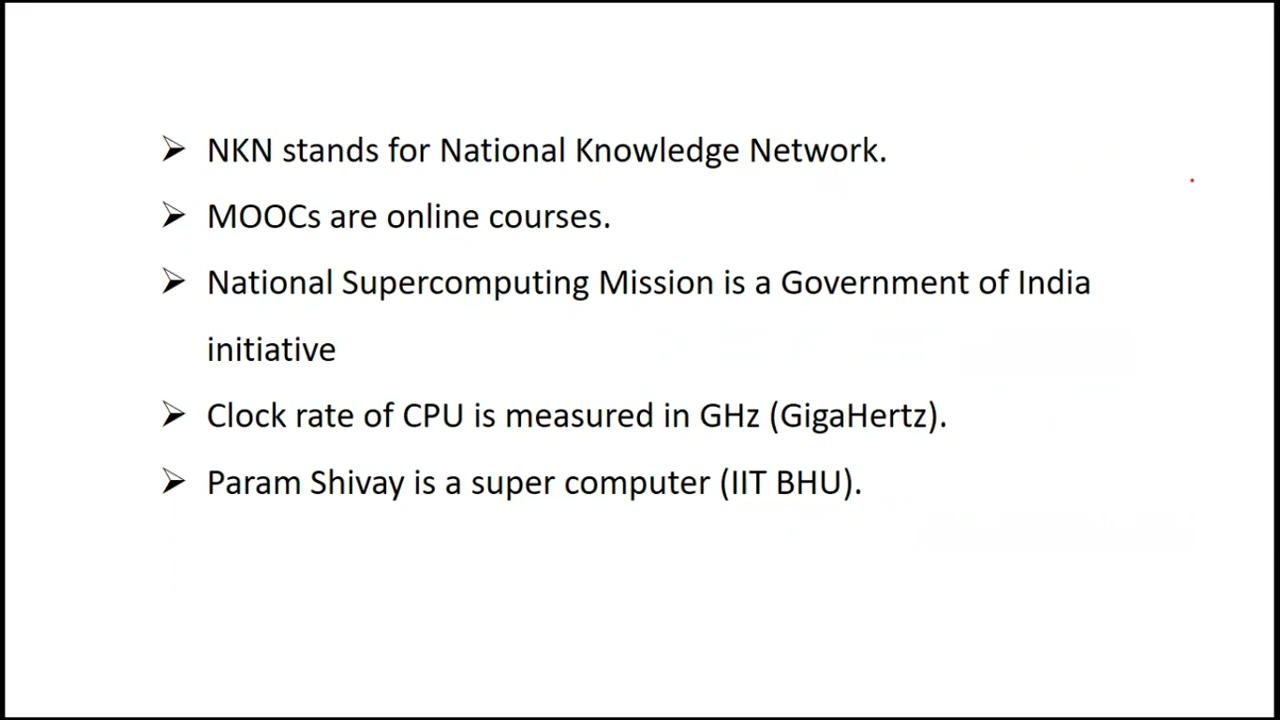 ➢ NKN stands for National Knowledge Network.
➢ MOOCs are online courses.
➢ National Supercomputing Mission is a Government of India
initiative
➢ Clock rate of CPU is measured in GHz (GigaHertz).
➢ Param Shivay is a super computer (IIT BHU).